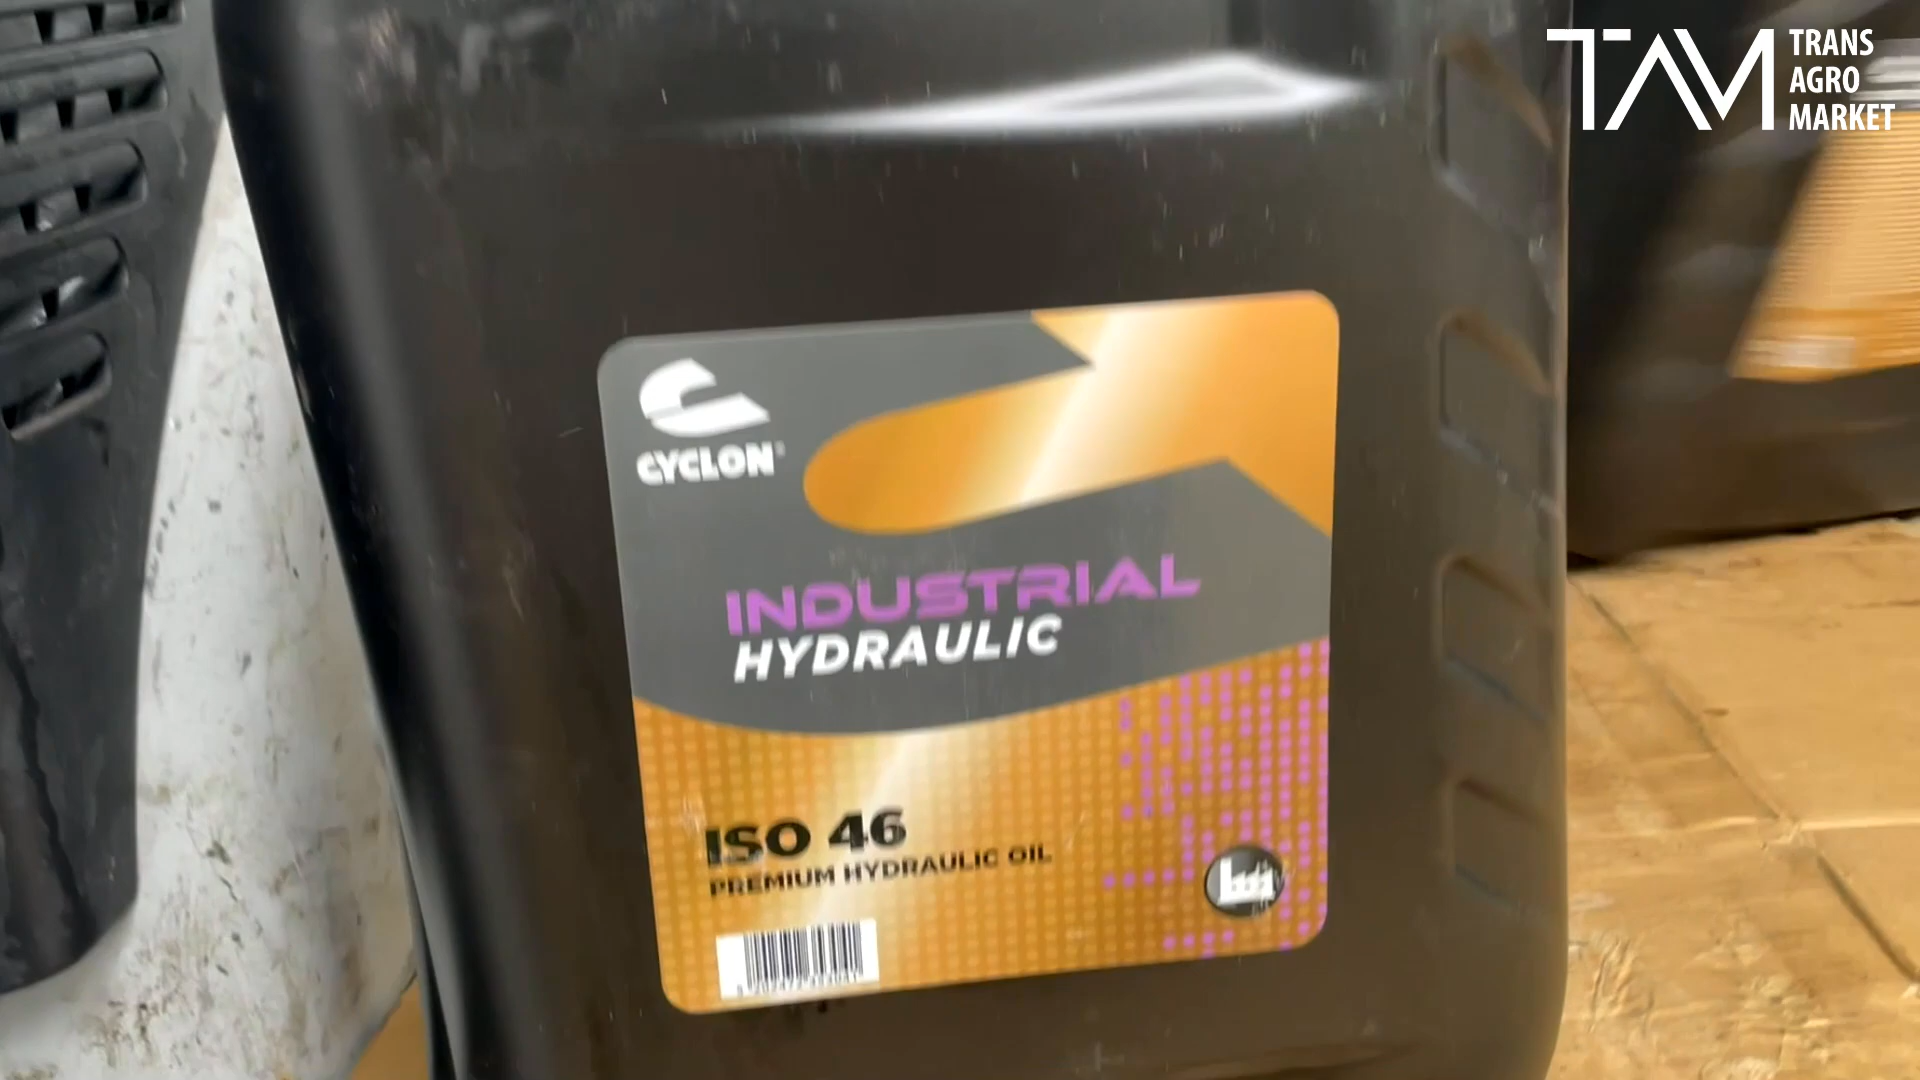 TAM
TRANS
AGRO
MARKET
CYCLON
INDUSTRIAL
HYDRAULIC
ISO 46
PREMIUM HYDRAULIC OIL